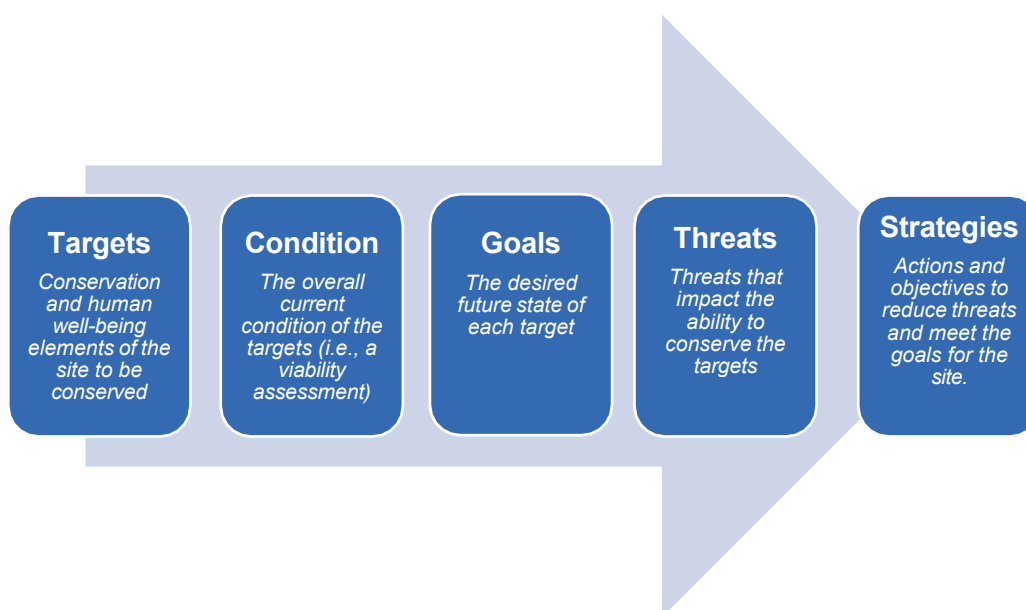 Targets
Conservation
and human
well-being
elements of the
site to be
conserved
Condition
The overall
current
condition of the
targets (i.e., a
viability
assessment)
Goals
The desired
future state of
each target
Threats
Threats that
impact the
ability to
conserve the
targets
Strategies
Actions and
objectives to
reduce threats
and meet the
goals for the
site.